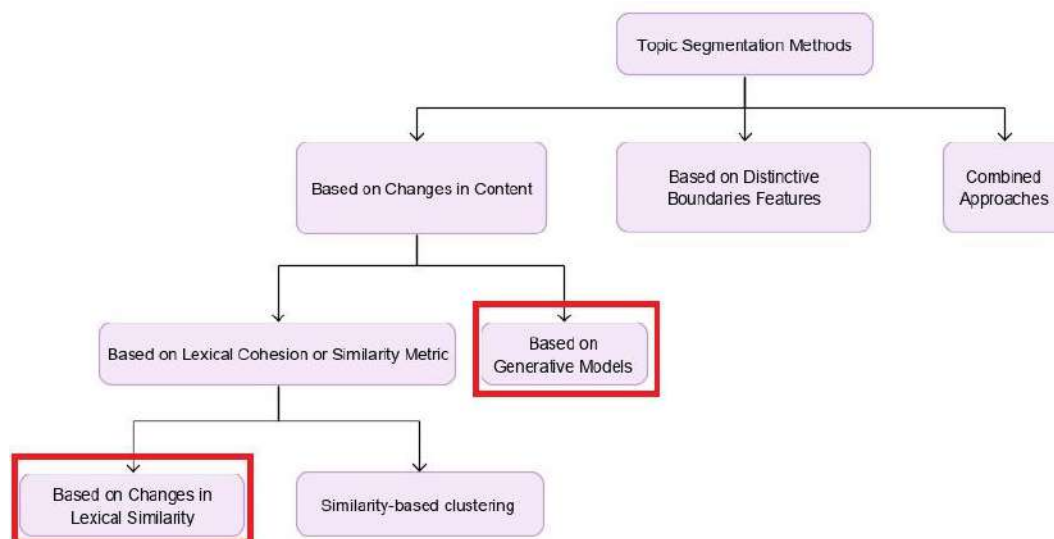 Topic Segmentation Methods
Based on Changes in Content
Based on Distinctive
Boundaries Features
Combined
Approaches
Based on Lexical Cohesion or Similarity Metric
Based on
Generative Models
Based on Changes in
Lexical Similarity
Similarity-based clustering